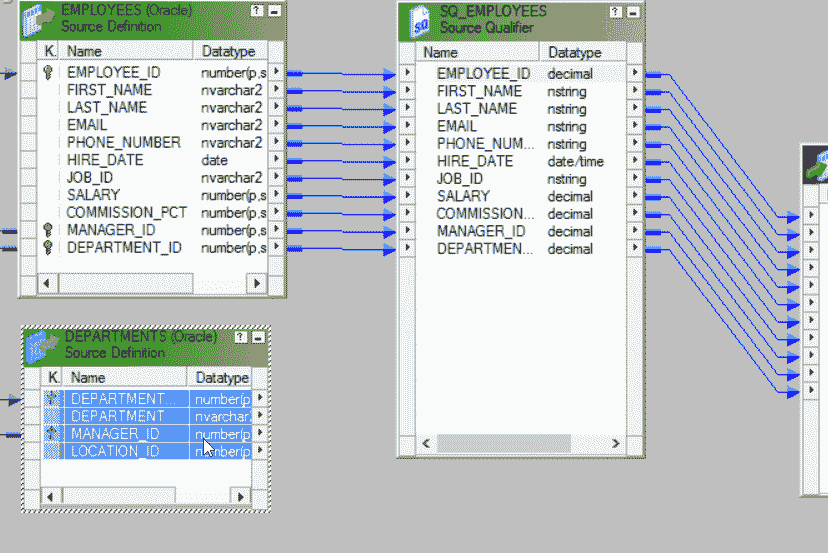 EMPLOYEES (Oracle)
Source Definition
K. Name Datatype
EMPLOYEE_ID number(p,s
FIRST_NAME nvarchar2
LAST_NAME nvarchar2
EMAIL nvarchar2
PHONE_NUMBER nvarchar2
HIRE_DATE date
JOB_ID nvarchar2
SALARY number(p,s
COMMISSION_PCT number(p,s
MANAGER_ID number(p,s
DEPARTMENT_ID number(p,s
SQ_EMPLOYEES
Source Qualifier
Name Datatype
EMPLOYEE_ID decimal
FIRST_NAME nstring
LAST_NAME nstring
EMAIL nstring
PHONE_NUM... nstring
HIRE_DATE date/time
JOB_ID nstring
SALARY decimal
COMMISSION... decimal
MANAGER_ID decimal
DEPARTMEN... decimal
DEPARTMENTS (Oracle)
Source Definition
K. Name Datatype
DEPARTMENT... number(p
DEPARTMENT nvarchar2
MANAGER_ID number(p
LOCATION_ID number(p